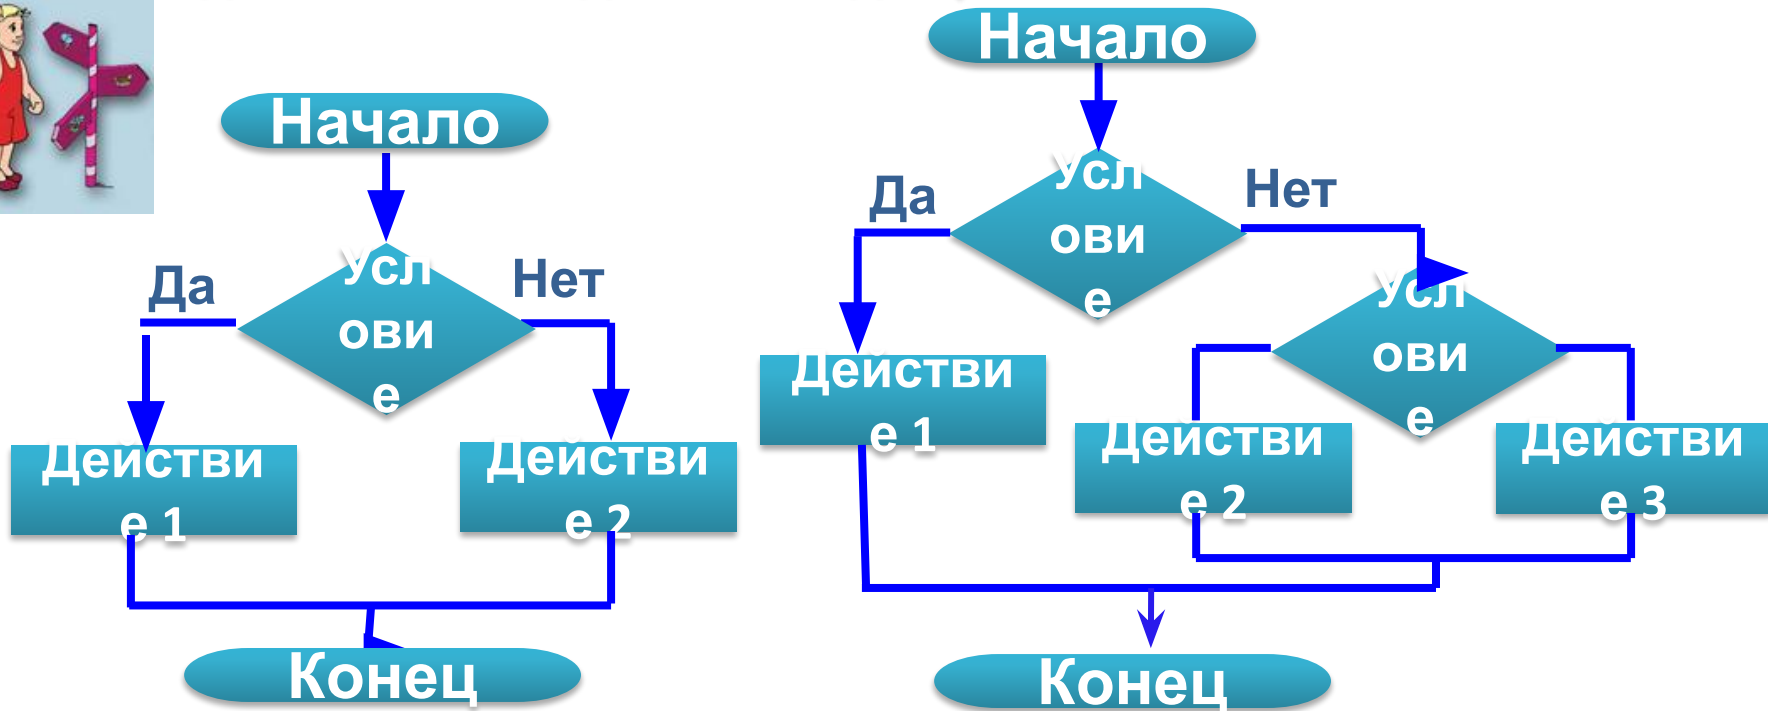 Начало
Да
Усл
ови
е
Нет
Действи
е 1
Действи
е 2
Конец
Начало
Да
Усл
ови
е
Нет
Усл
ови
е
Действи
е 1
Действи
е 2
Действи
е 3
Конец